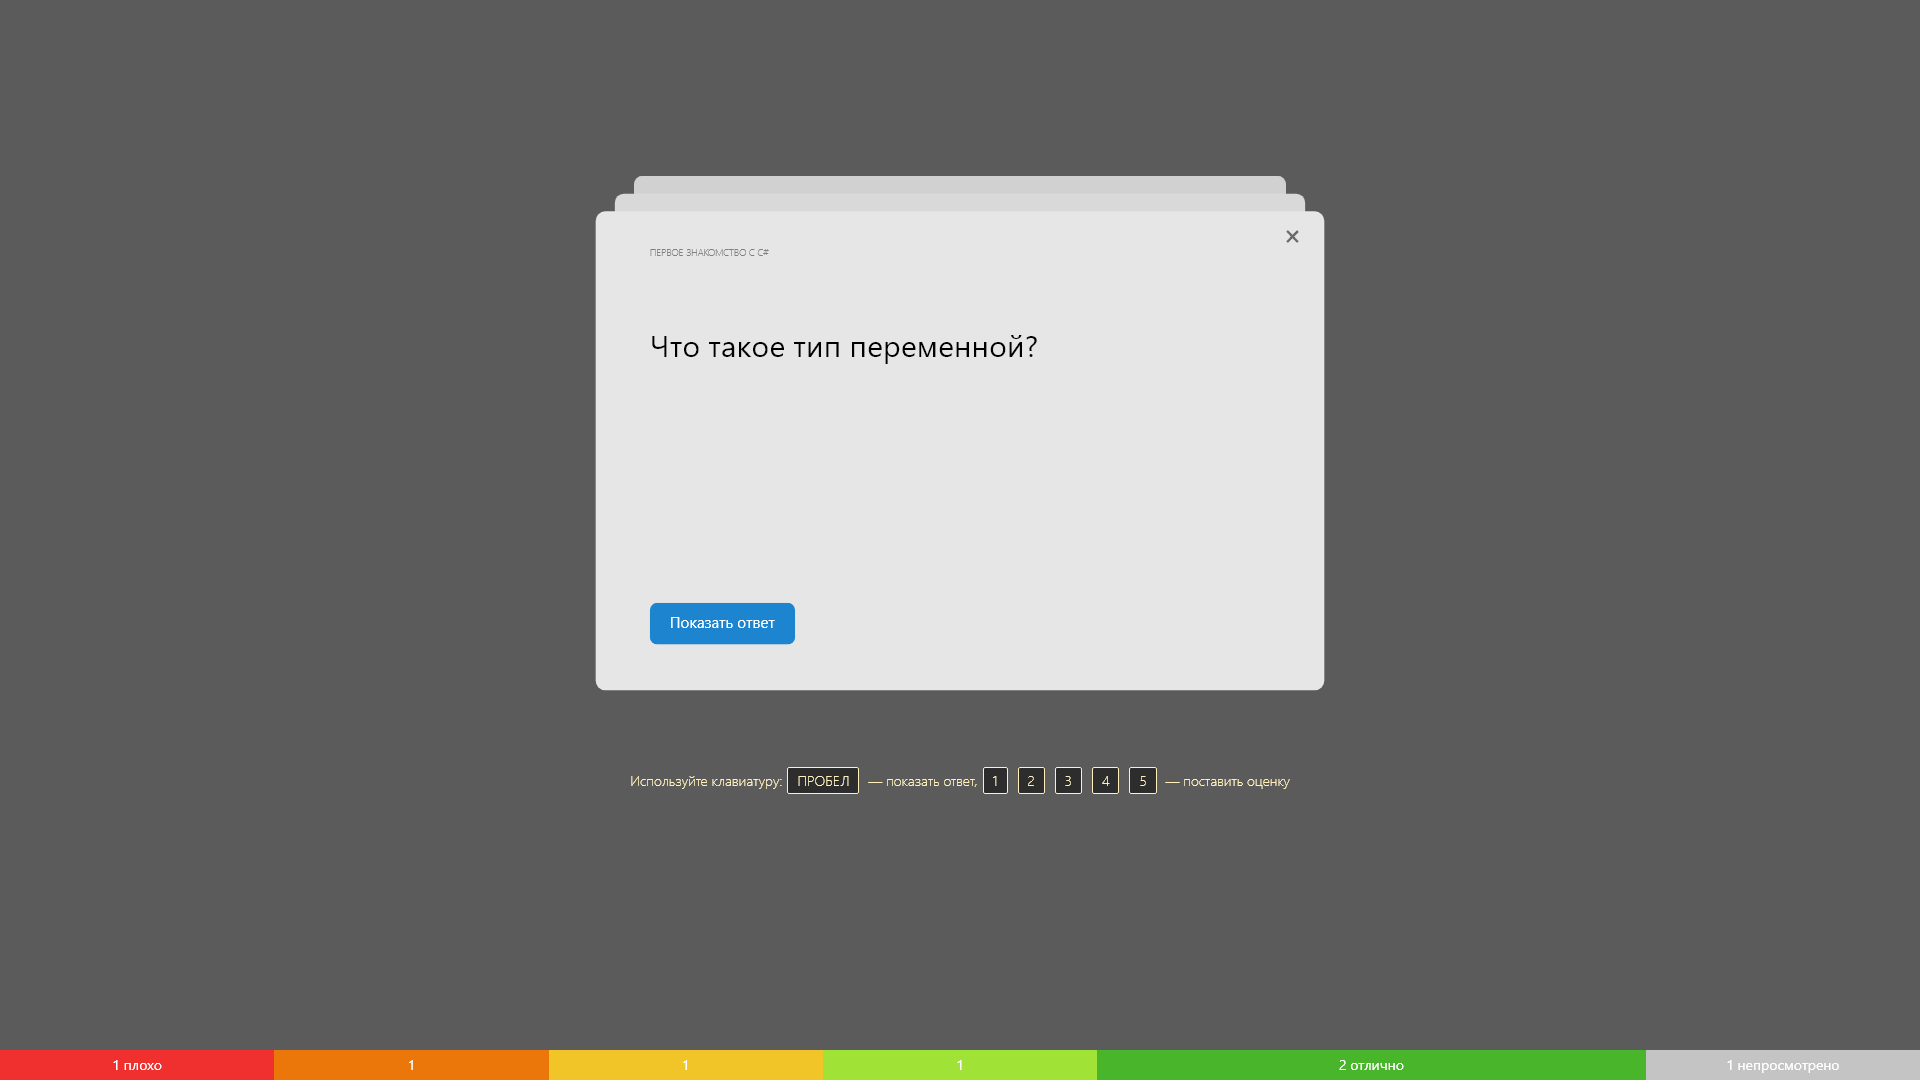 ПЕРВОЕ ЗНАКОМСТВО С C#
Что такое тип переменной?
Показать ответ
Используйте клавиатуру: ПРОБЕЛ — показать ответ, 1 2 3 4 5 — поставить оценку
1 плохо 1 1 1 2 отлично 1 непросмотрено